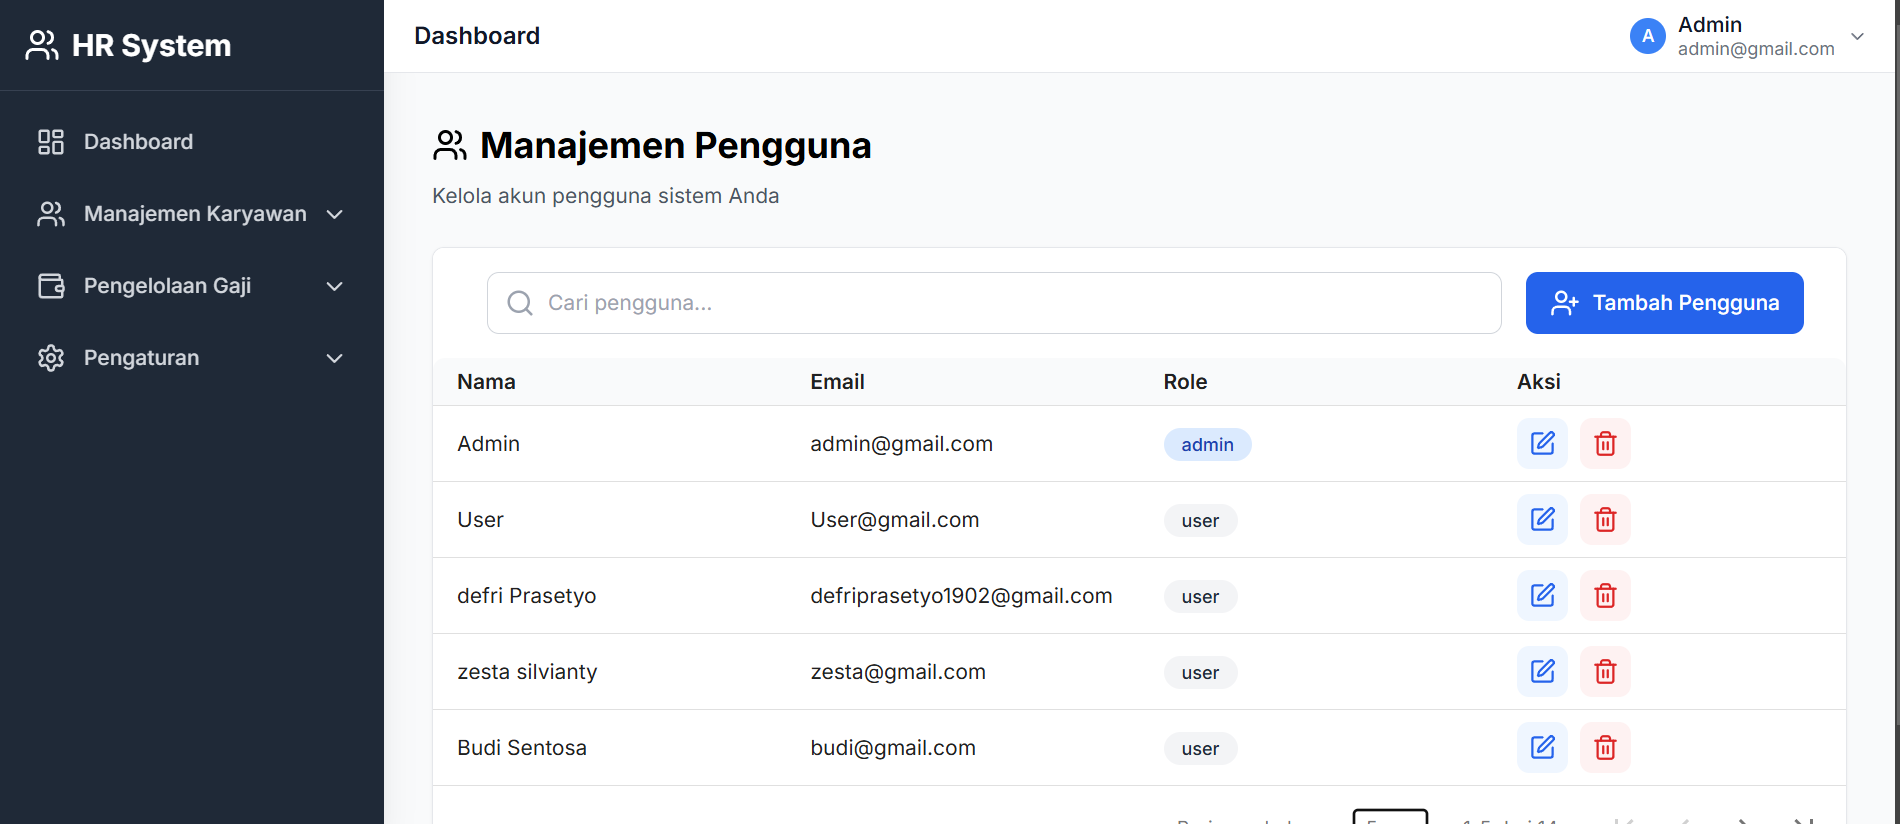 HR System
Dashboard
Manajemen Karyawan
Pengelolaan Gaji
Pengaturan
Dashboard
A
Admin
admin@gmail.com
Manajemen Pengguna
Kelola akun pengguna sistem Anda
Cari pengguna...
Tambah Pengguna
Nama Email Role Aksi
Admin admin@gmail.com admin
User User@gmail.com user
defri Prasetyo defriprasetyo1902@gmail.com user
zesta silvianty zesta@gmail.com user
Budi Sentosa budi@gmail.com user